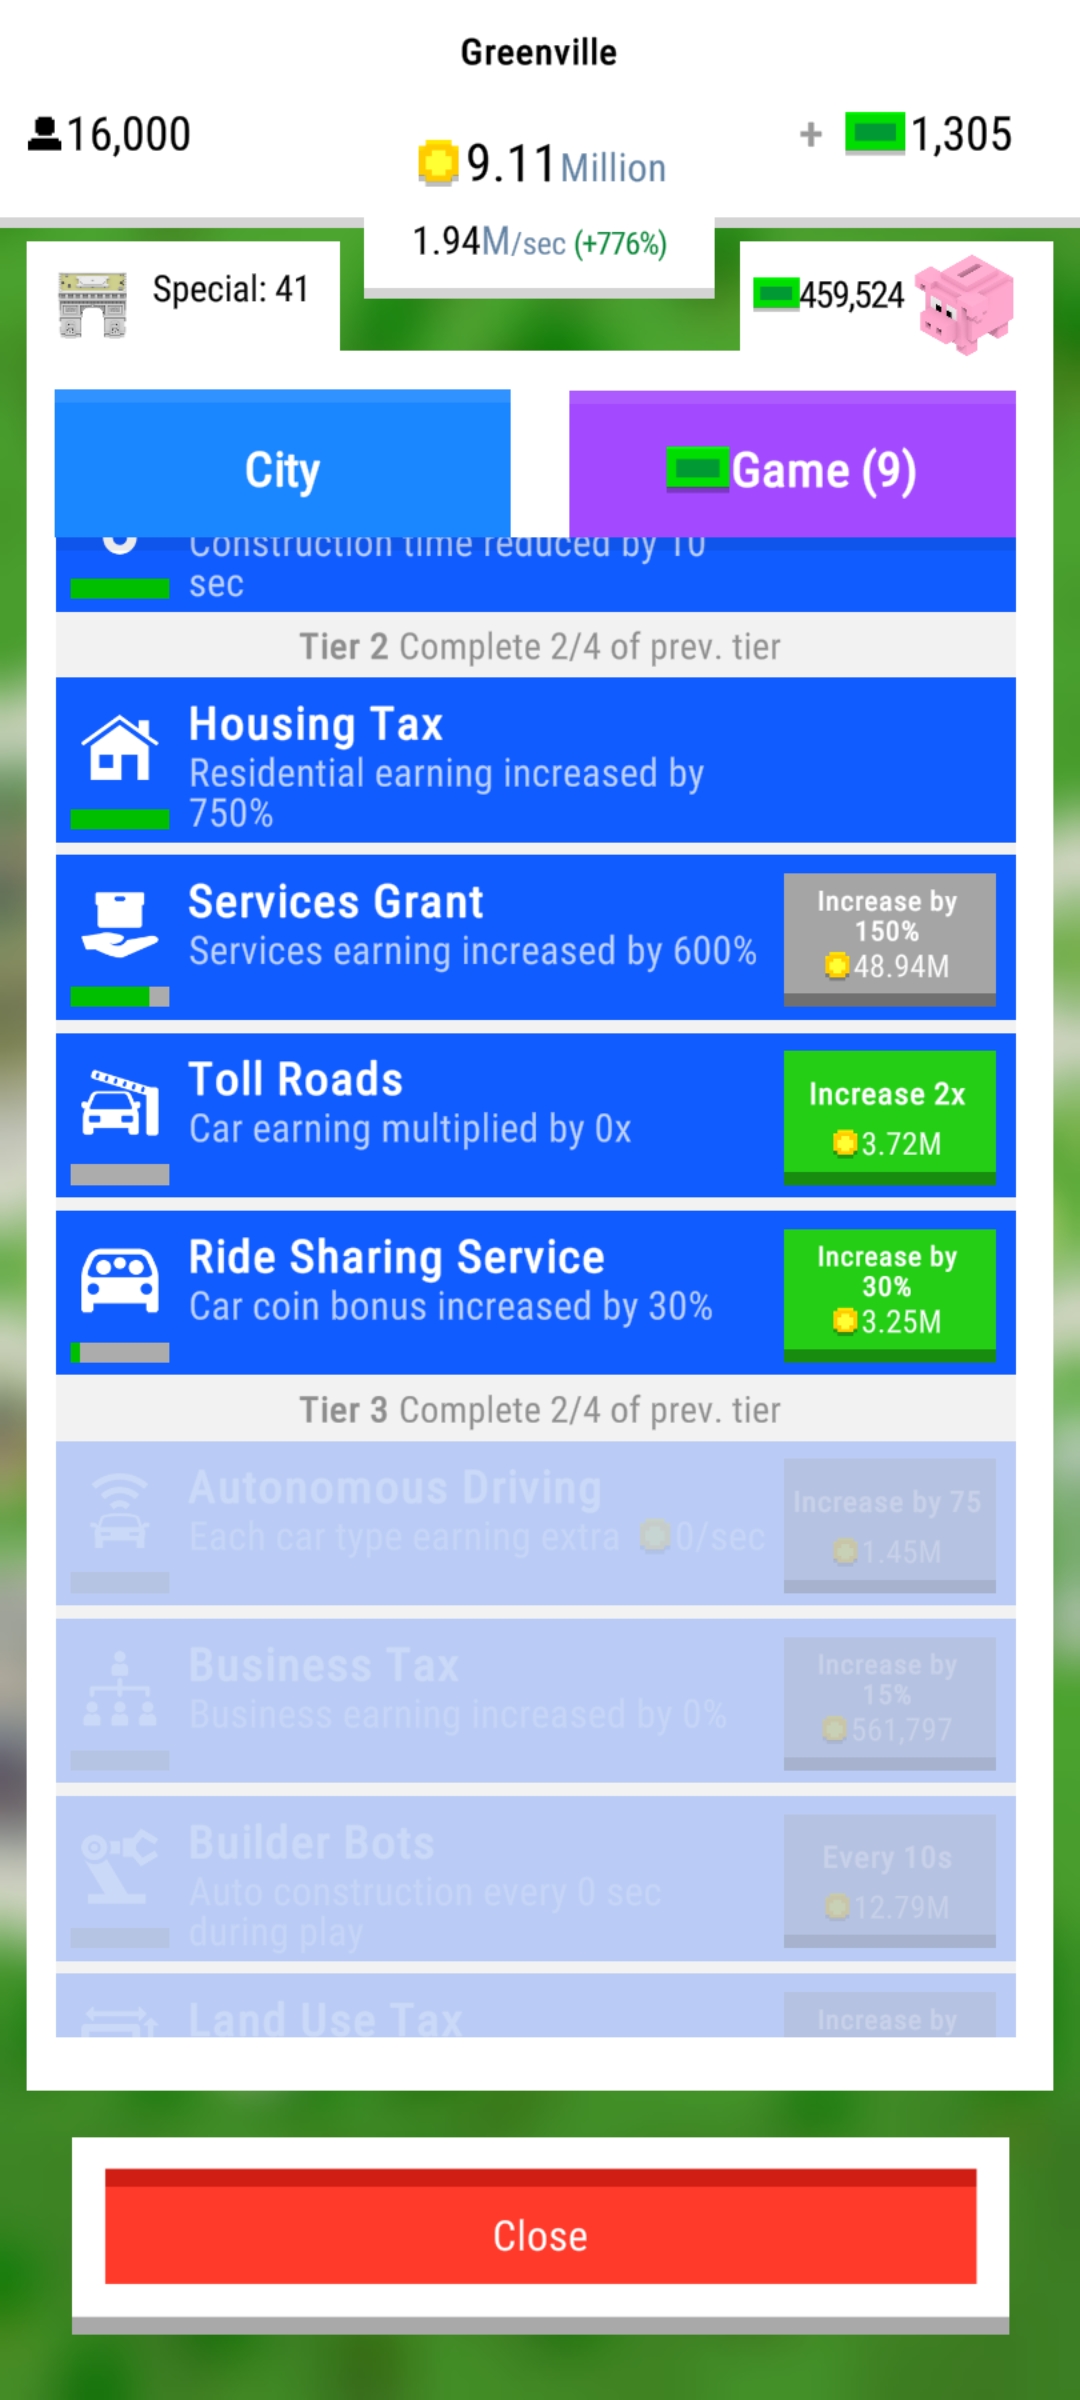 Greenville
16,000
9.11Million
+ 1,305
1.94M/sec (+776%)
Special: 41
459,524
City
Game (9)
Construction time reduced by 10
sec
Tier 2 Complete 2/4 of prev. tier
Housing Tax
Residential earning increased by
750%
Services Grant
Services earning increased by 600%
Increase by
150%
48.94M
Toll Roads
Car earning multiplied by 0x
Increase 2x
3.72M
Ride Sharing Service
Car coin bonus increased by 30%
Increase by
30%
3.25M
Tier 3 Complete 2/4 of prev. tier
Autonomous Driving
Each car type earning extra 0/sec
Increase by 75
1.45M
Business Tax
Business earning increased by 0%
Increase by
15%
561,797
Builder Bots
Auto construction every 0 sec
during play
Every 10s
12.79M
Land Use Tax
Increase by
Close